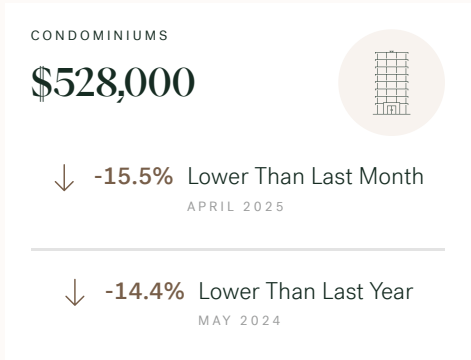 CONDOMINIUMS
$528,000
-15.5% Lower Than Last Month
APRIL 2025
-14.4% Lower Than Last Year
MAY 2024